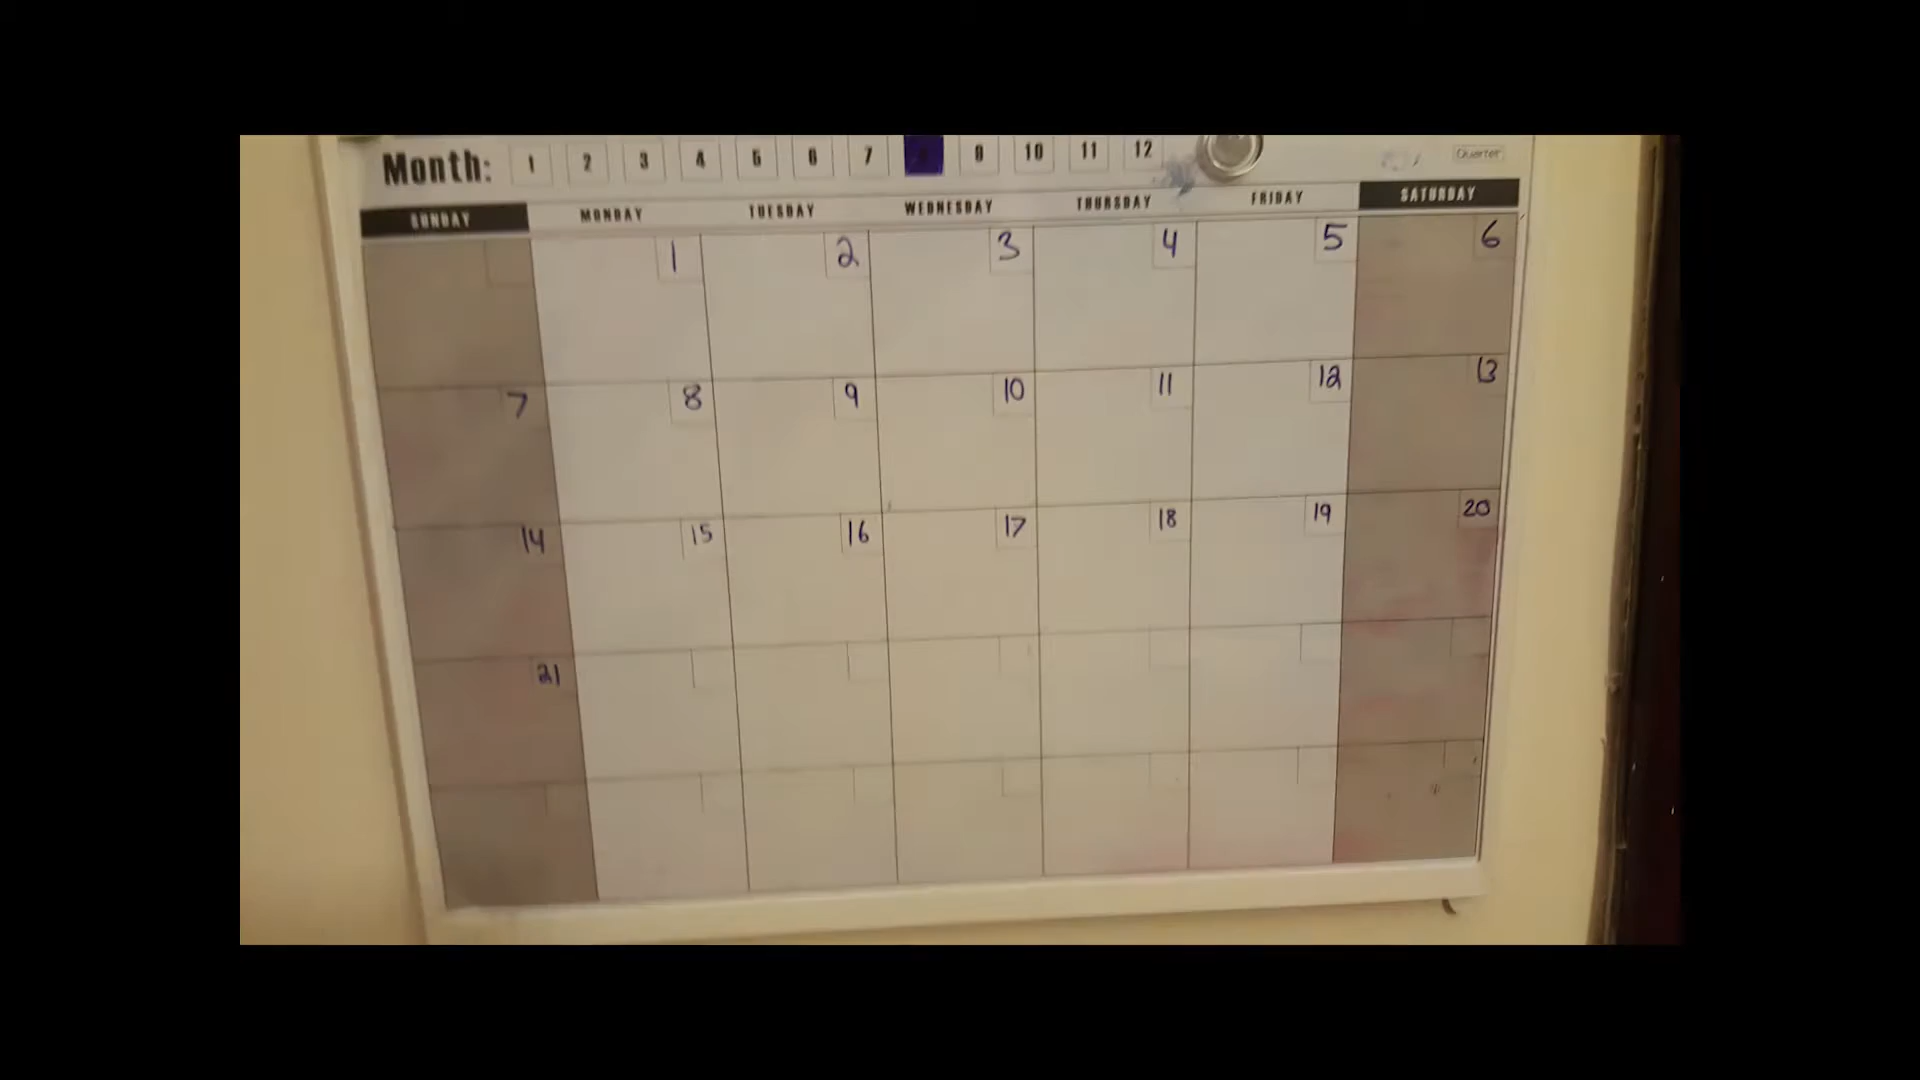 Month: 1 2 3 4 5 6 7 9 10 11 12
Quarter
SUNDAY MONDAY TUESDAY WEDNESDAY THURSDAY FRIDAY SATURDAY
1 2 3 4 5 6
7 8 9 10 11 12 13
14 15 16 17 18 19 20
21